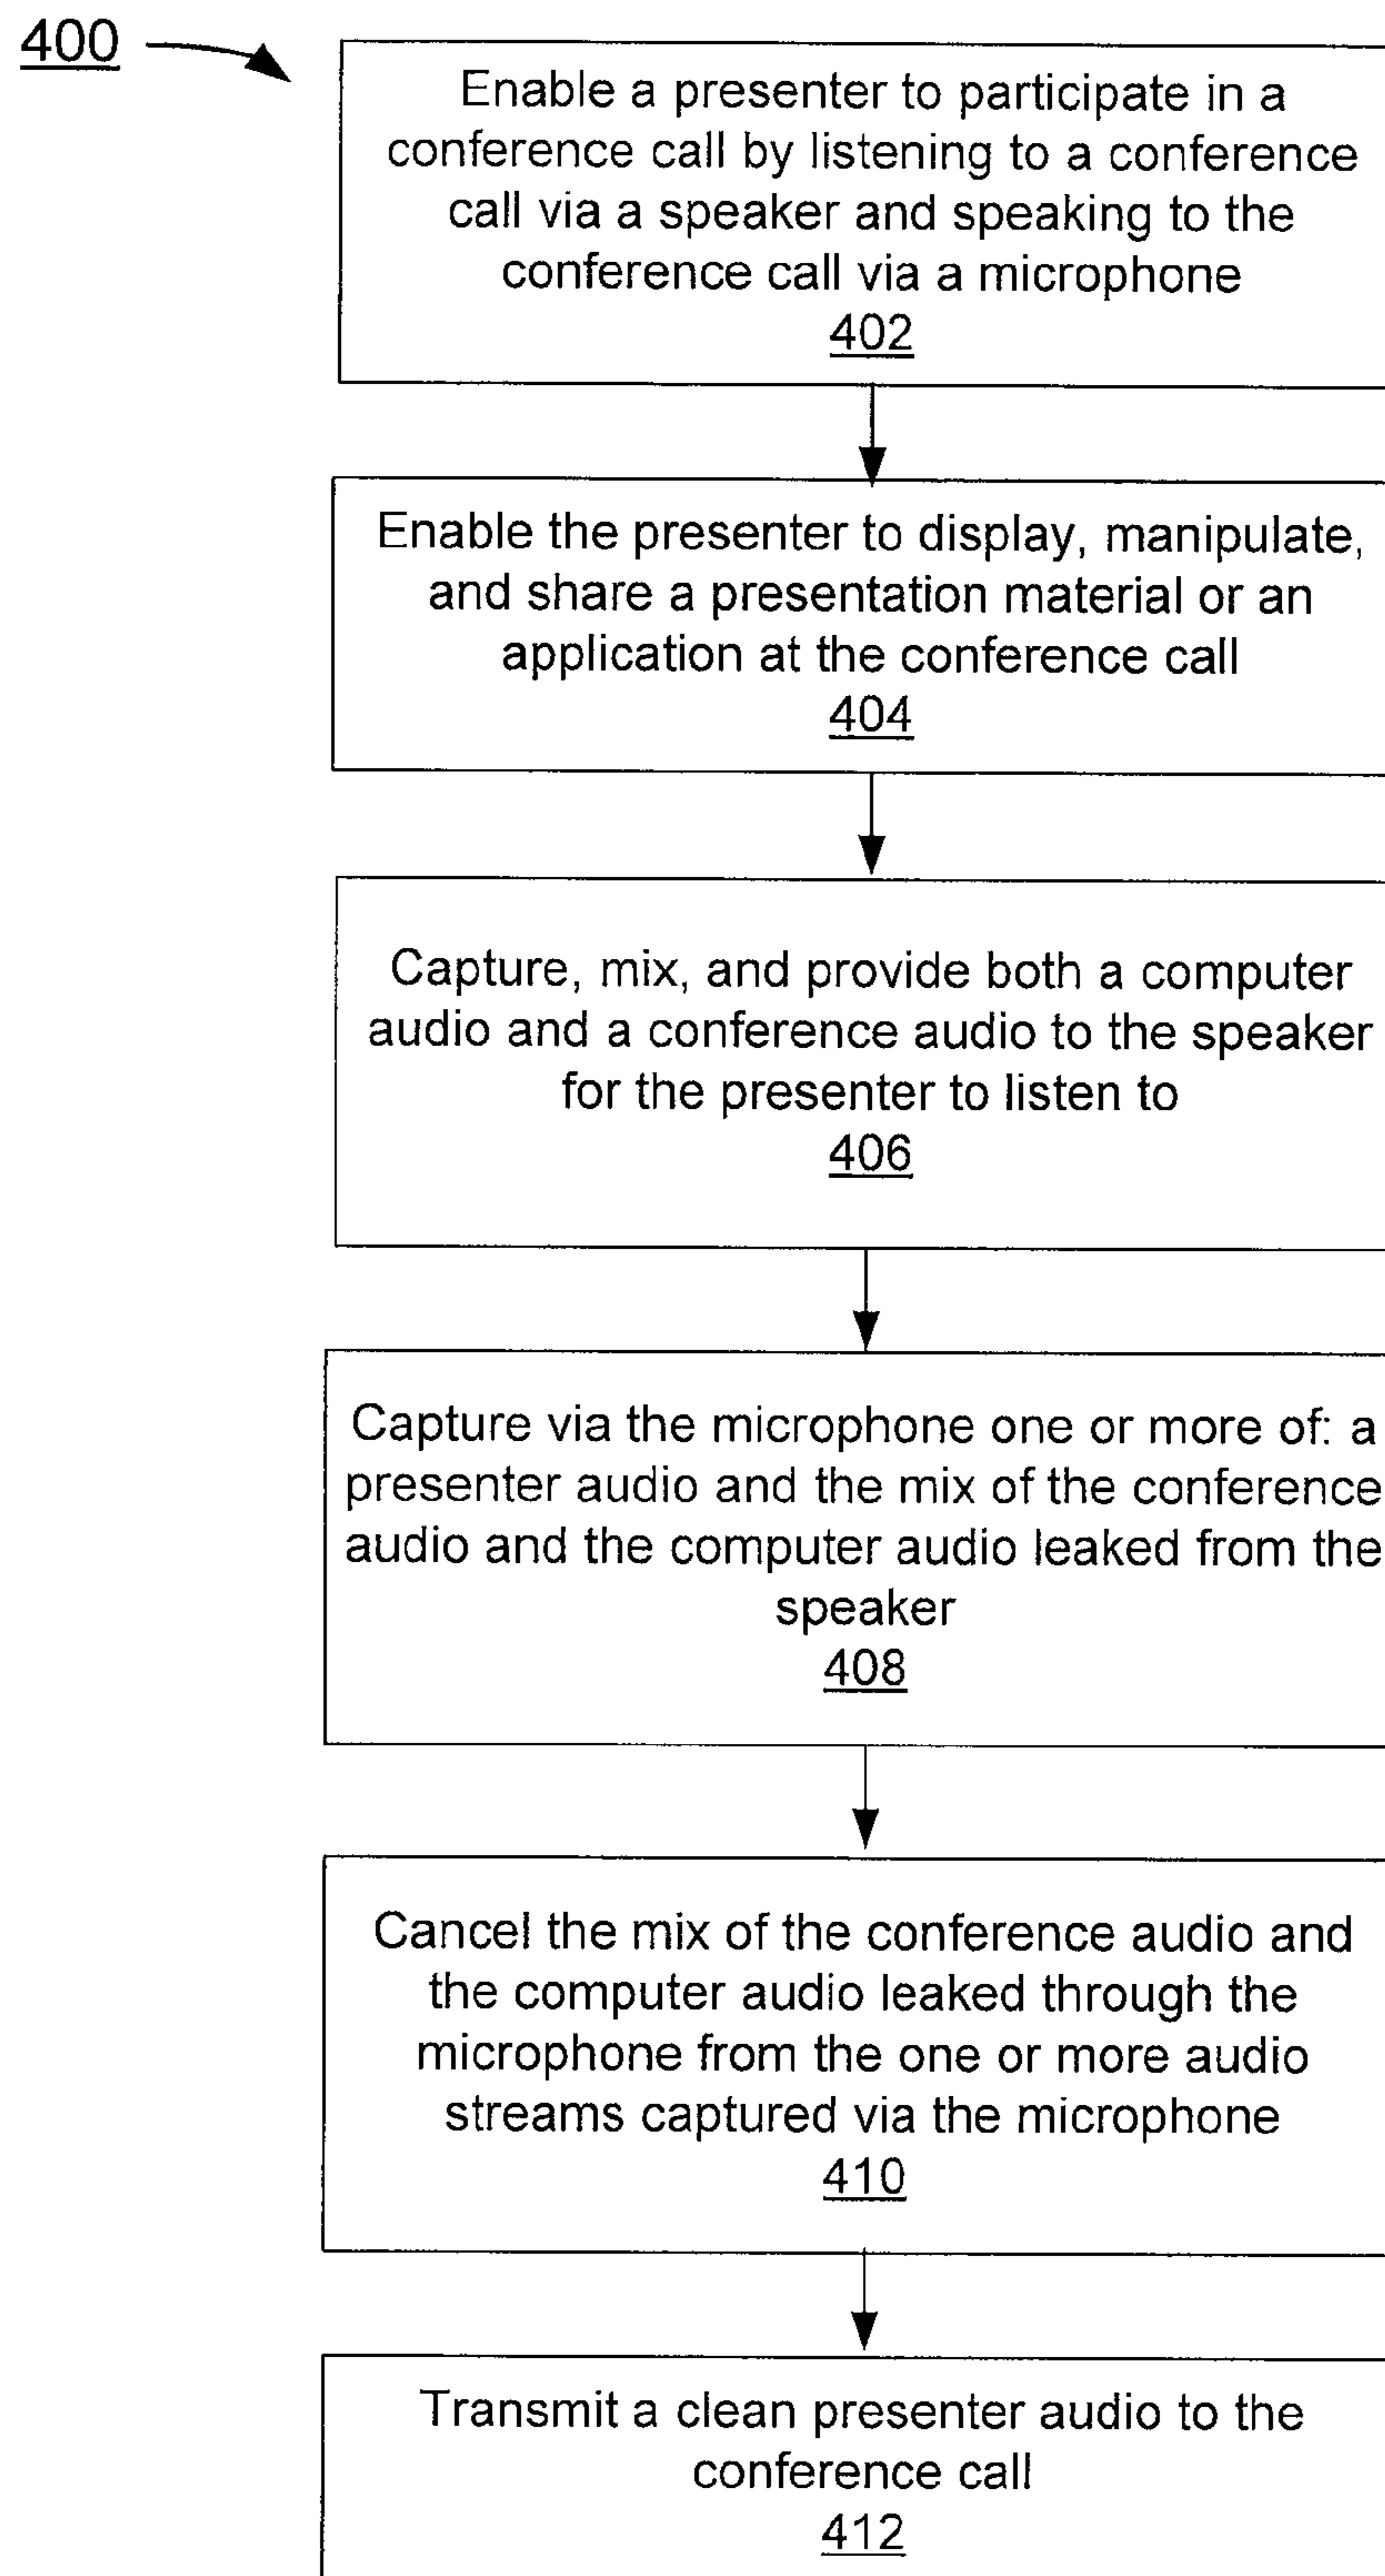 400
Enable a presenter to participate in a
conference call by listening to a conference
call via a speaker and speaking to the
conference call via a microphone
402
Enable the presenter to display, manipulate,
and share a presentation material or an
application at the conference call
404
Capture, mix, and provide both a computer
audio and a conference audio to the speaker
for the presenter to listen to
406
Capture via the microphone one or more of: a
presenter audio and the mix of the conference
audio and the computer audio leaked from the
speaker
408
Cancel the mix of the conference audio and
the computer audio leaked through the
microphone from the one or more audio
streams captured via the microphone
410
Transmit a clean presenter audio to the
conference call
412